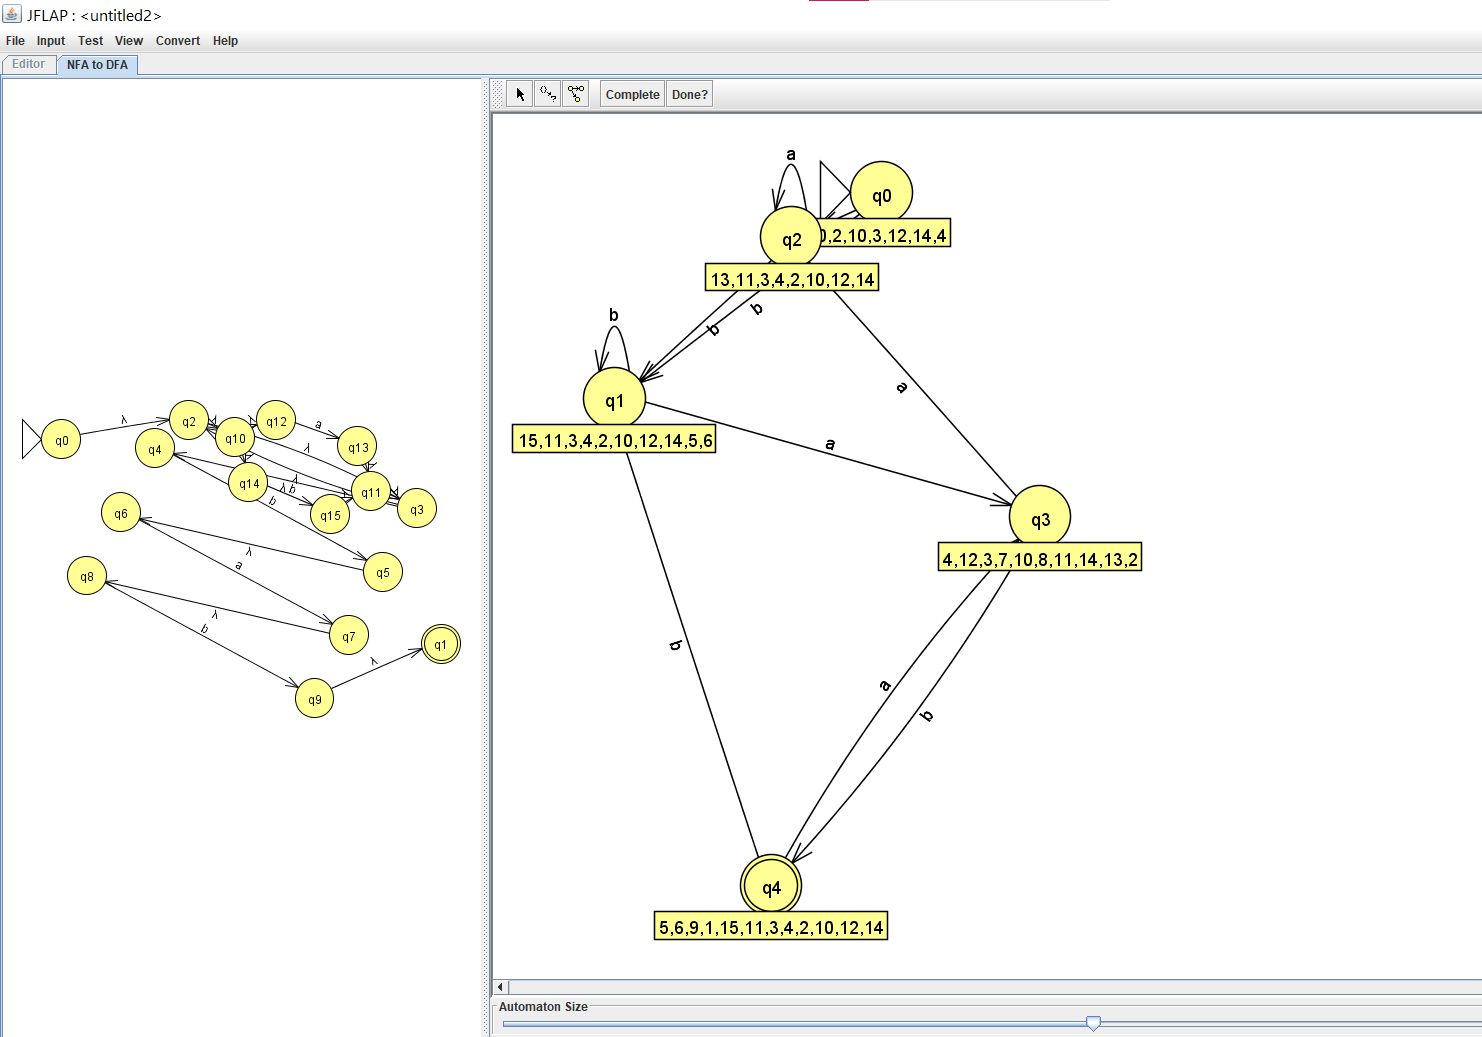 JFLAP : <untitled2>
File Input Test View Convert Help
Editor NFA to DFA
Complete Done?
a
q0
q2
0,2,10,3,12,14,4
13,11,3,4,2,10,12,14
b
b
b
a
q1
15,11,3,4,2,10,12,14,5,6
a
q3
4,12,3,7,10,8,11,14,13,2
b
a
b
q4
5,6,9,1,15,11,3,4,2,10,12,14
λ
q0
q2
q12
a
q10
q4
λ
q13
q14
λ
λ
b
q11
q3
b
q15
q6
λ
a
q5
q8
λ
b
q7
q1
λ
q9
Automaton Size